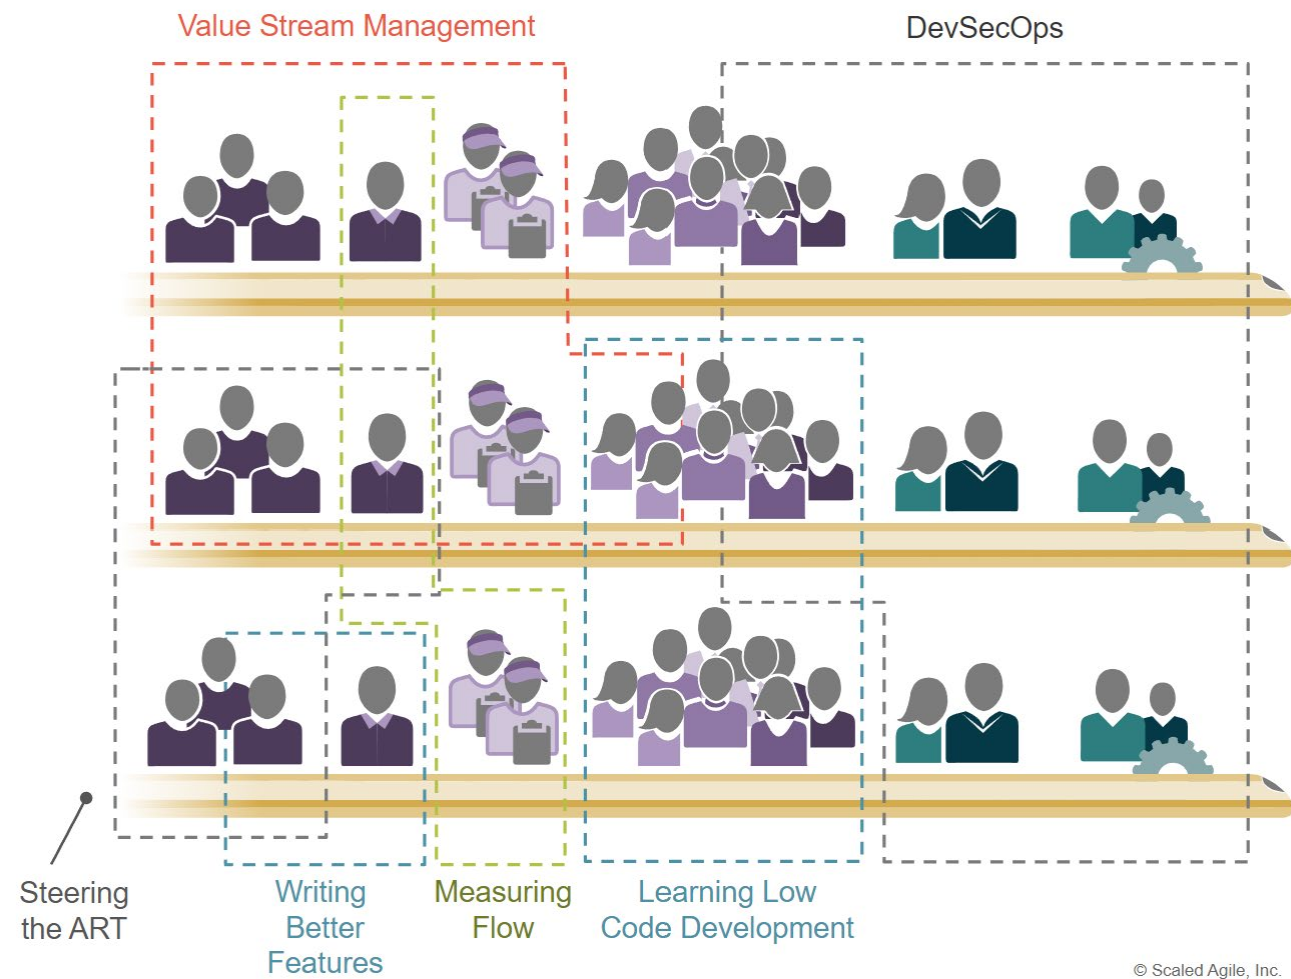 Value Stream Management
DevSecOps
Steering
the ART
Writing
Better
Features
Measuring
Flow
Learning Low
Code Development
© Scaled Agile, Inc.